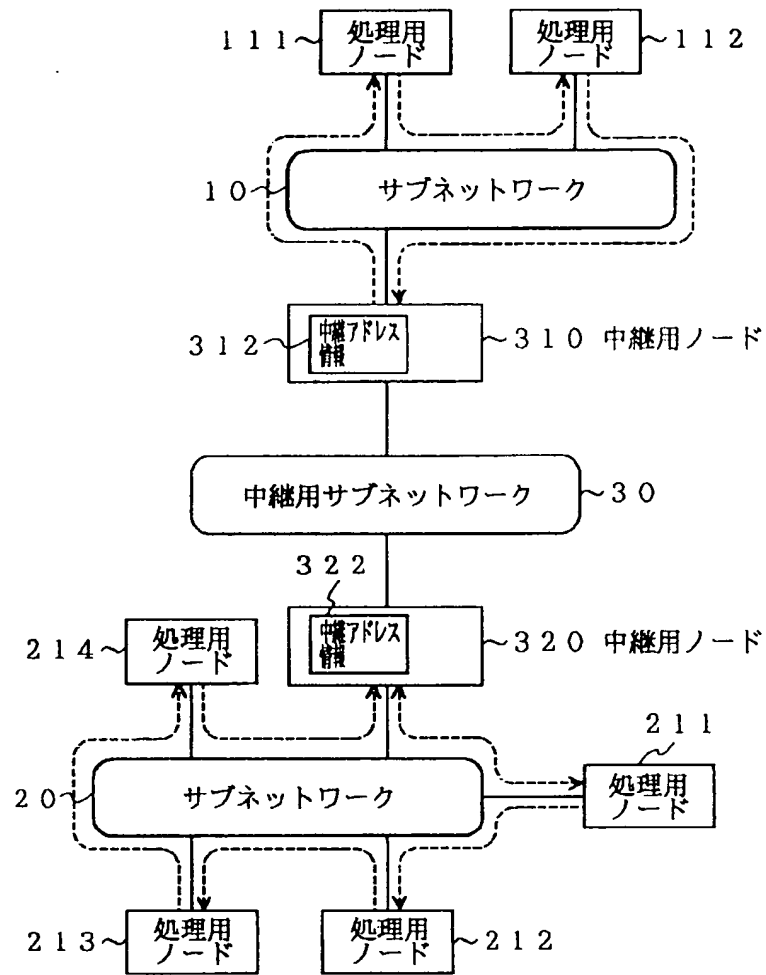 111
処理用
ノード
処理用
ノード
112
10
サブネットワーク
312
中継アドレス
情報
310 中継用ノード
中継用サブネットワーク
30
322
中継アドレス
情報
320 中継用ノード
214
処理用
ノード
211
処理用
ノード
20
サブネットワーク
213
処理用
ノード
処理用
ノード
212